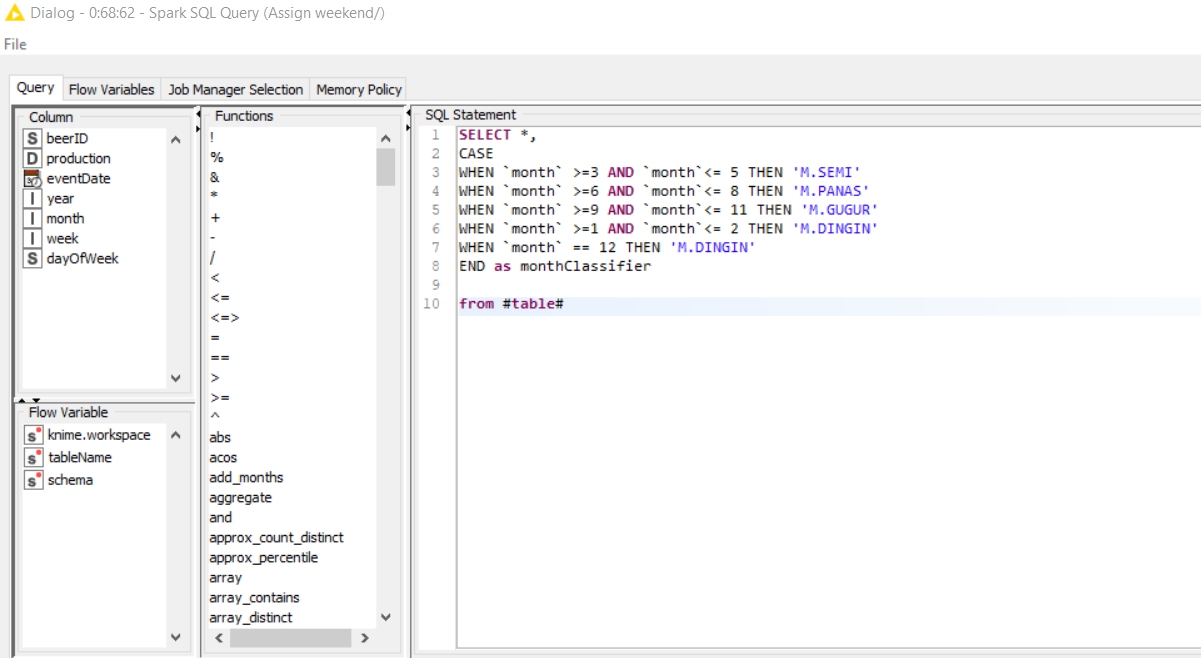 Dialog - 0:68:62 - Spark SQL Query (Assign weekend/)
File
Query Flow Variables Job Manager Selection Memory Policy
Column
S beerID
D production
eventDate
I year
I month
I week
S dayOfWeek
Flow Variable
s knime.workspace
s tableName
s schema
Functions
!
%
&
*
+
-
/
<
<=
<=>
=
==
>
>=
^
abs
acos
add_months
aggregate
and
approx_count_distinct
approx_percentile
array
array_contains
array_distinct
SQL Statement
1 SELECT *,
2 CASE
3 WHEN `month` >=3 AND `month`<= 5 THEN 'M.SEMI'
4 WHEN `month` >=6 AND `month`<= 8 THEN 'M.PANAS'
5 WHEN `month` >=9 AND `month`<= 11 THEN 'M.GUGUR'
6 WHEN `month` >=1 AND `month`<= 2 THEN 'M.DINGIN'
7 WHEN `month` == 12 THEN 'M.DINGIN'
8 END as monthClassifier
9
10 from #table#